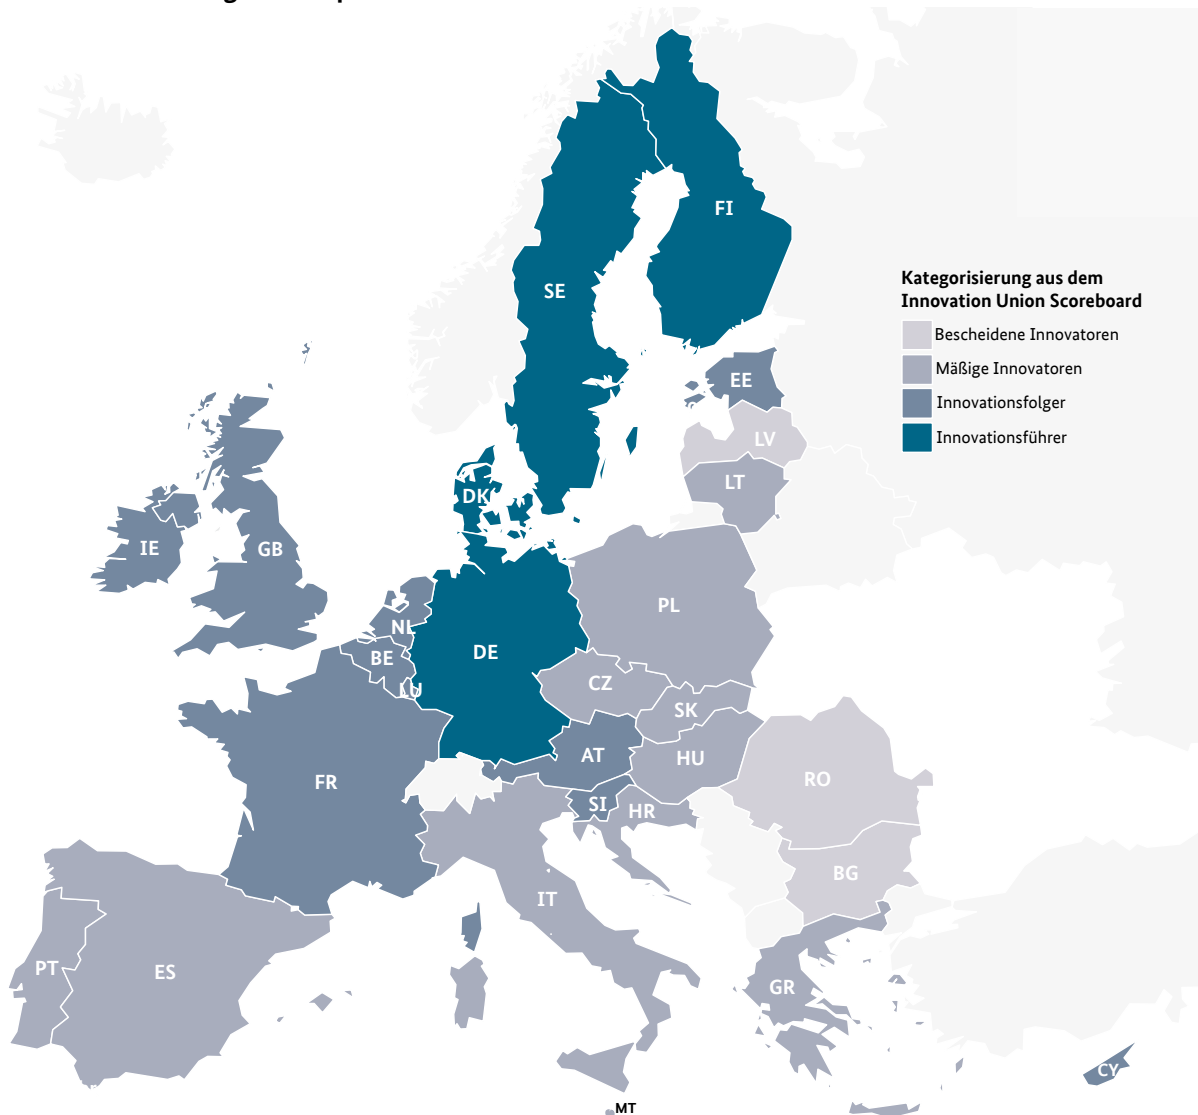 FI
SE
Kategorisierung aus dem
Innovation Union Scoreboard
Bescheidene Innovatoren
Mäßige Innovatoren
Innovationsfolger
Innovationsführer
EE
LV
LT
DK
IE
GB
NL
PL
BE
DE
LU
CZ
SK
AT
HU
FR
RO
SI
HR
BG
IT
PT
ES
GR
CY
MT